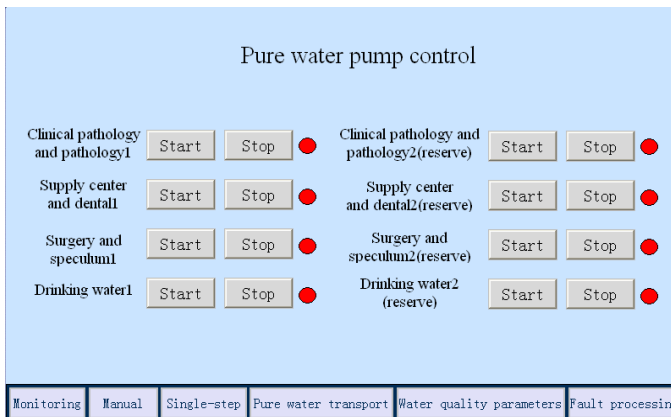 Pure water pump control
Clinical pathology
and pathology1
Start
Stop
Clinical pathology and
pathology2(reserve)
Start
Stop
Supply center
and dental1
Start
Stop
Supply center
and dental2(reserve)
Start
Stop
Surgery and
speculum1
Start
Stop
Surgery and
speculum2(reserve)
Start
Stop
Drinking water1
Start
Stop
Drinking water2
(reserve)
Start
Stop
Monitoring
Manual
Single-step
Pure water transport
Water quality parameters
Fault processin